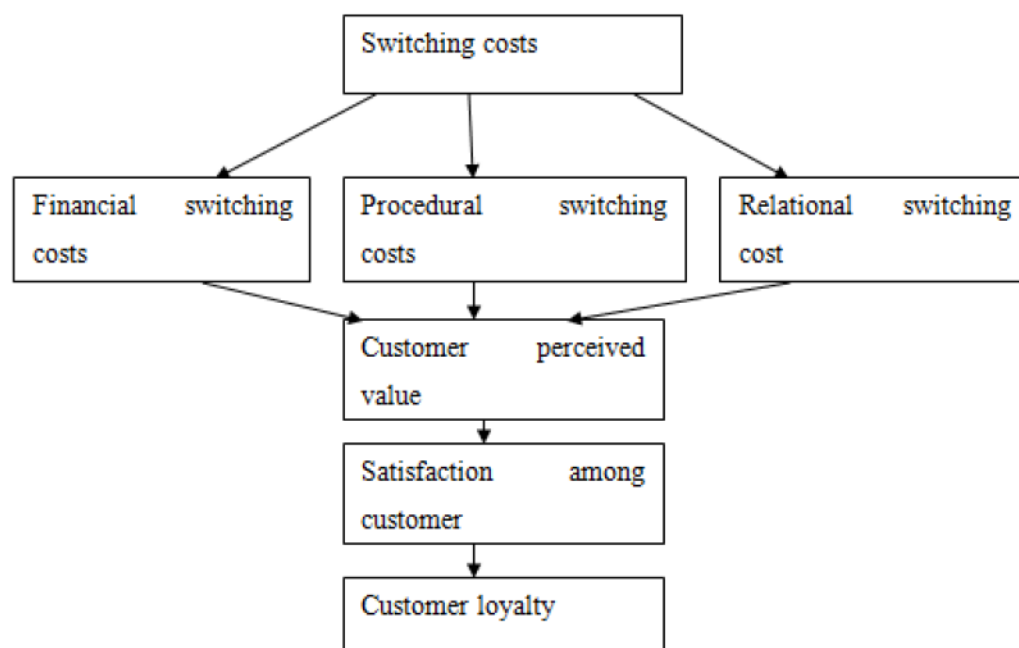 Switching costs
Financial switching
costs
Procedural switching
costs
Relational switching
cost
Customer perceived
value
Satisfaction among
customer
Customer loyalty